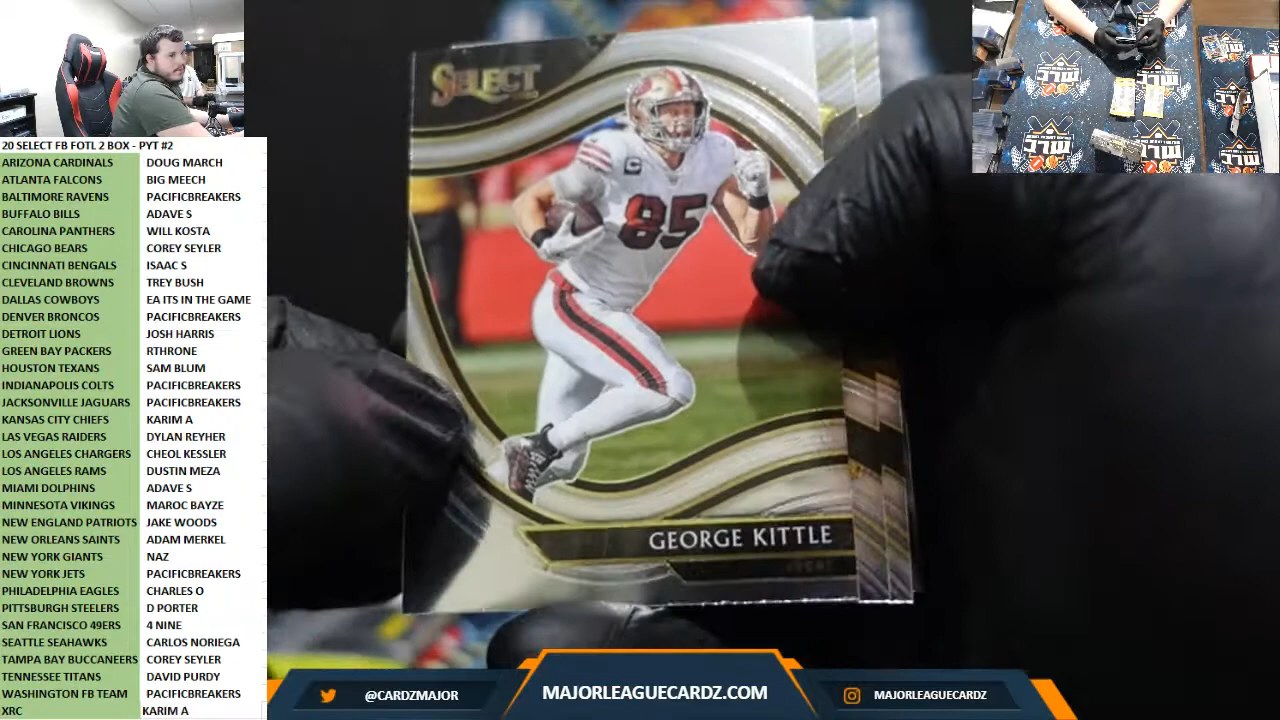 20 SELECT FB FOTL 2 BOX - PYT #2
ARIZONA CARDINALS DOUG MARCH
ATLANTA FALCONS BIG MEECH
BALTIMORE RAVENS PACIFICBREAKERS
BUFFALO BILLS ADAVE S
CAROLINA PANTHERS WILL KOSTA
CHICAGO BEARS COREY SEYLER
CINCINNATI BENGALS ISAAC S
CLEVELAND BROWNS TREY BUSH
DALLAS COWBOYS EA ITS IN THE GAME
DENVER BRONCOS PACIFICBREAKERS
DETROIT LIONS JOSH HARRIS
GREEN BAY PACKERS RTHRONE
HOUSTON TEXANS SAM BLUM
INDIANAPOLIS COLTS PACIFICBREAKERS
JACKSONVILLE JAGUARS PACIFICBREAKERS
KANSAS CITY CHIEFS KARIM A
LAS VEGAS RAIDERS DYLAN REYHER
LOS ANGELES CHARGERS CHEOL KESSLER
LOS ANGELES RAMS DUSTIN MEZA
MIAMI DOLPHINS ADAVE S
MINNESOTA VIKINGS MAROC BAYZE
NEW ENGLAND PATRIOTS JAKE WOODS
NEW ORLEANS SAINTS ADAM MERKEL
NEW YORK GIANTS NAZ
NEW YORK JETS PACIFICBREAKERS
PHILADELPHIA EAGLES CHARLES O
PITTSBURGH STEELERS D PORTER
SAN FRANCISCO 49ERS 4 NINE
SEATTLE SEAHAWKS CARLOS NORIEGA
TAMPA BAY BUCCANEERS COREY SEYLER
TENNESSEE TITANS DAVID PURDY
WASHINGTON FB TEAM PACIFICBREAKERS
XRC KARIM A
SELECT
85
GEORGE KITTLE
@CARDZMAJOR
MAJORLEAGUECARDZ.COM
MAJORLEAGUECARDZ